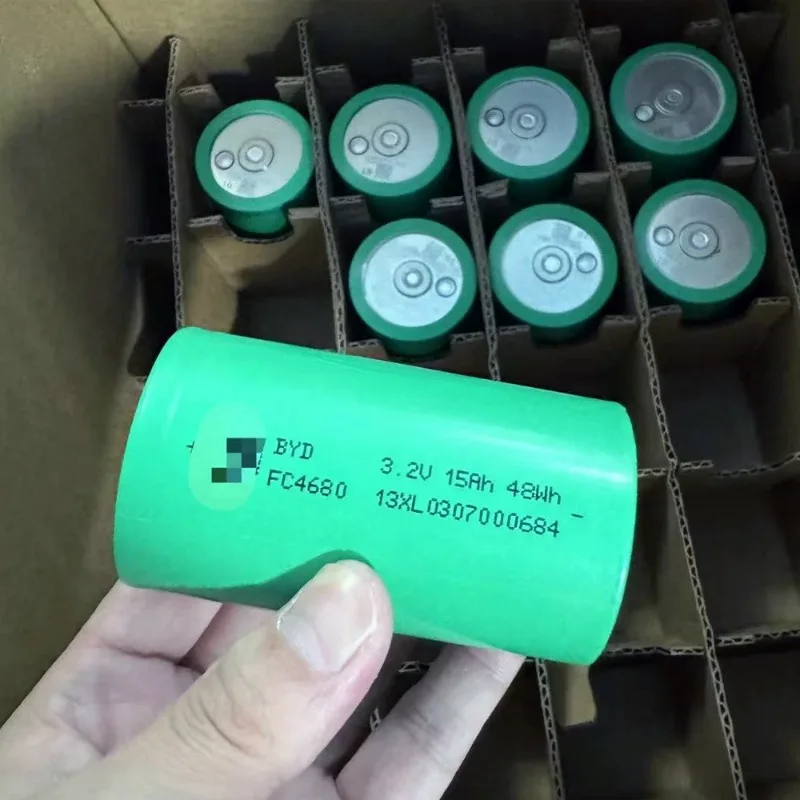 + BYD 3.2V 15Ah 48Wh -
FC4680 13XL0307000684